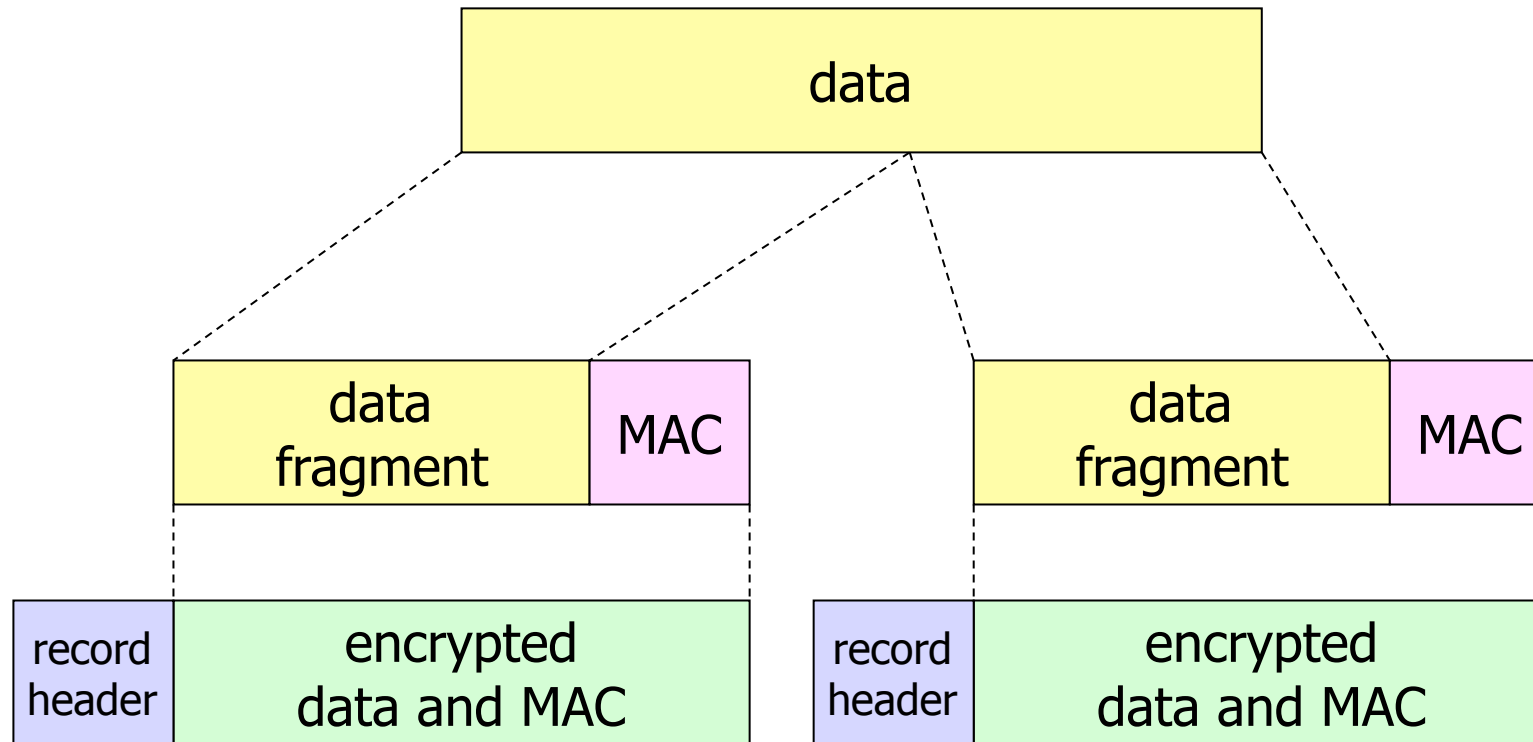 data
data
fragment
MAC
data
fragment
MAC
record
header
encrypted
data and MAC
record
header
encrypted
data and MAC